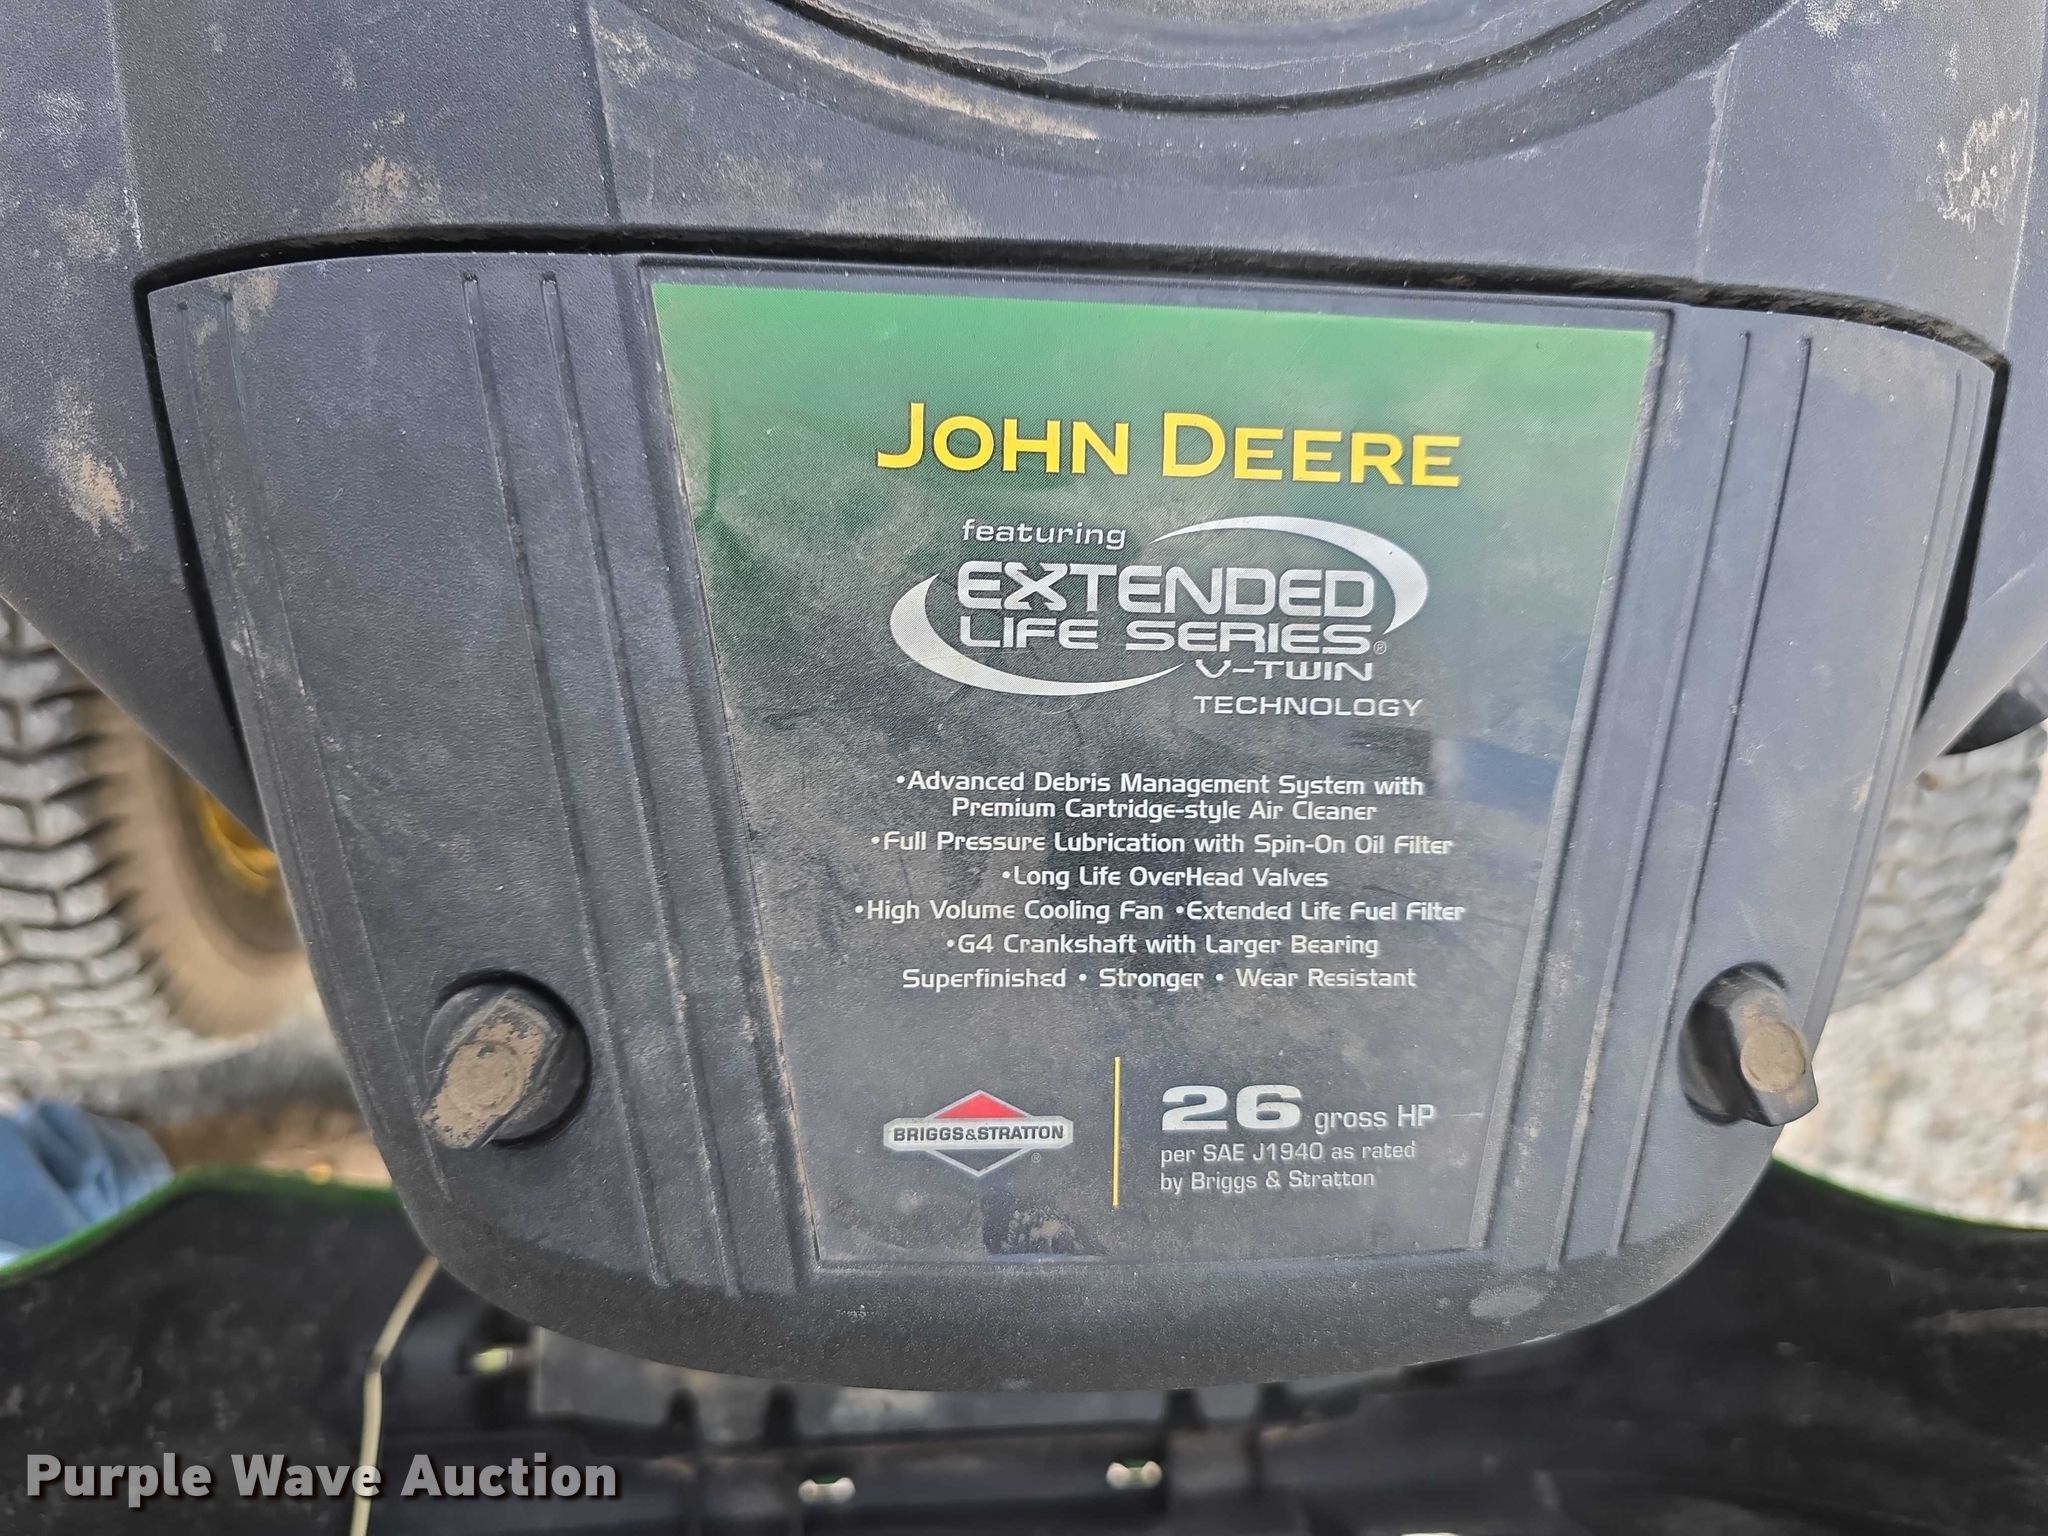 JOHN DEERE
featuring
EXTENDED
LIFE SERIES®
V-TWIN
TECHNOLOGY
•Advanced Debris Management System with
Premium Cartridge-style Air Cleaner
•Full Pressure Lubrication with Spin-On Oil Filter
•Long Life OverHead Valves
•High Volume Cooling Fan •Extended Life Fuel Filter
•G4 Crankshaft with Larger Bearing
Superfinished • Stronger • Wear Resistant
BRIGGS&STRATTON®
26 gross HP
per SAE J1940 as rated
by Briggs & Stratton
Purple Wave Auction